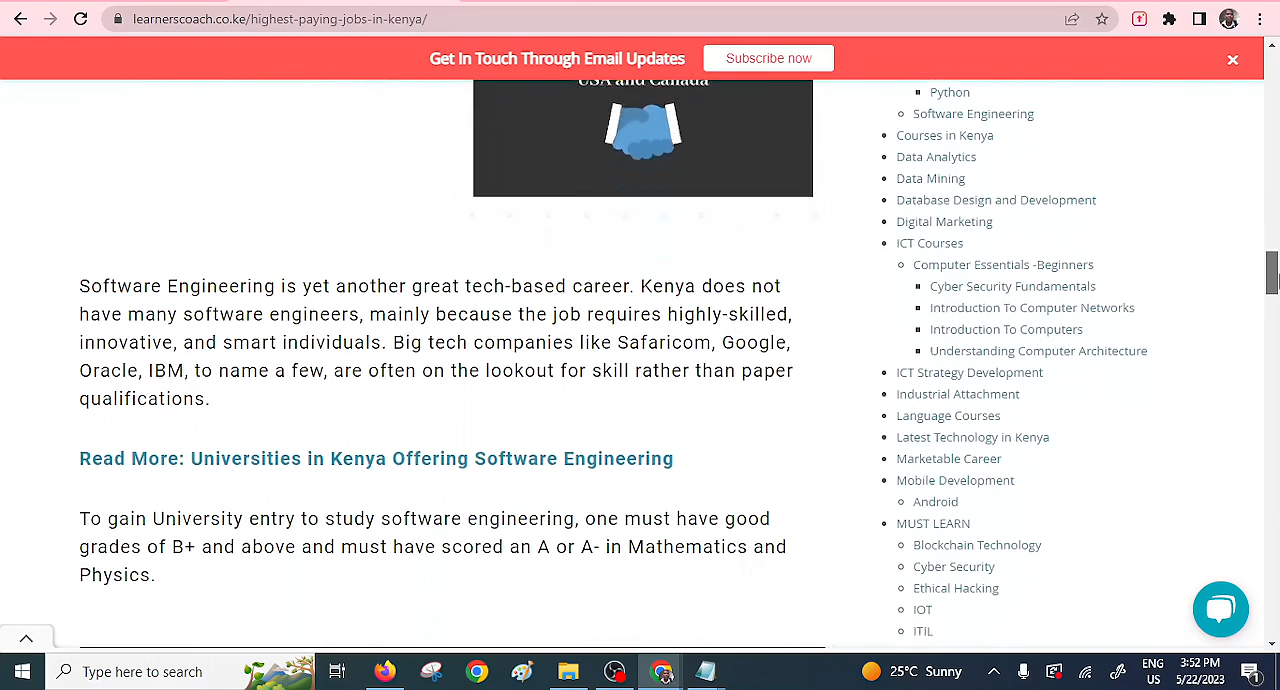 learnerscoach.co.ke/highest-paying-jobs-in-kenya/
Get In Touch Through Email Updates
Subscribe now
USA and Canada
Software Engineering is yet another great tech-based career. Kenya does not
have many software engineers, mainly because the job requires highly-skilled,
innovative, and smart individuals. Big tech companies like Safaricom, Google,
Oracle, IBM, to name a few, are often on the lookout for skill rather than paper
qualifications.
Read More: Universities in Kenya Offering Software Engineering
To gain University entry to study software engineering, one must have good
grades of B+ and above and must have scored an A or A- in Mathematics and
Physics.
Python
Software Engineering
Courses in Kenya
Data Analytics
Data Mining
Database Design and Development
Digital Marketing
ICT Courses
Computer Essentials -Beginners
Cyber Security Fundamentals
Introduction To Computer Networks
Introduction To Computers
Understanding Computer Architecture
ICT Strategy Development
Industrial Attachment
Language Courses
Latest Technology in Kenya
Marketable Career
Mobile Development
Android
MUST LEARN
Blockchain Technology
Cyber Security
Ethical Hacking
IOT
ITIL
Type here to search
25°C Sunny
ENG
US
3:52 PM
5/22/2023
1